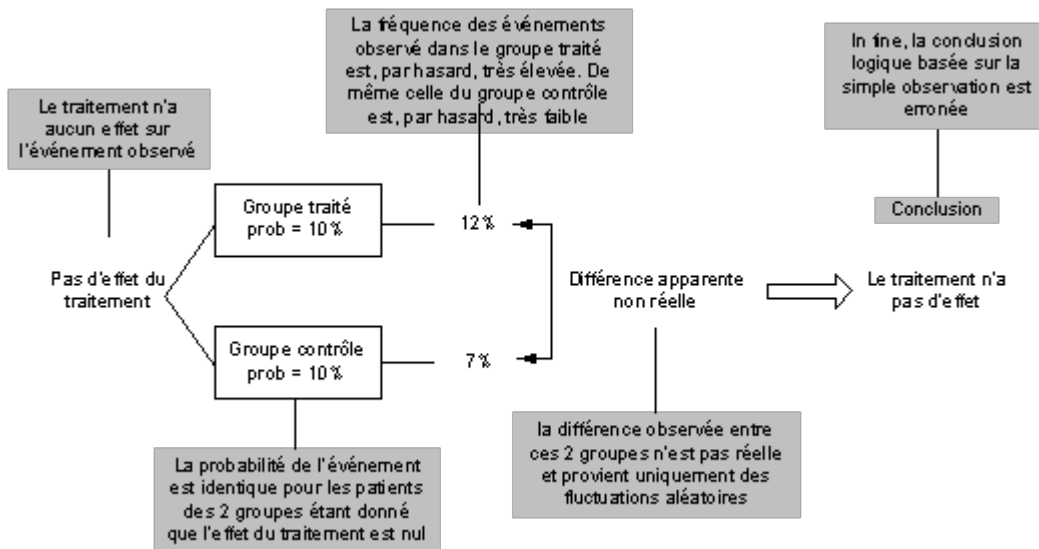 La fréquence des événements
observé dans le groupe traité
est, par hasard, très élevée. De
même celle du groupe contrôle
est, par hasard, très faible
In fine, la conclusion
logique basée sur la
simple observation est
erronée
Le traitement n'a
aucun effet sur
l'événement observé
Conclusion
Groupe traité
prob = 10%
12%
Pas d'effet du
traitement
Différence apparente
non réelle
Le traitement n'a
pas d'effet
Groupe contrôle
prob = 10%
7%
la différence observée entre
ces 2 groupes n'est pas réelle
et provient uniquement des
fluctuations aléatoires
La probabilité de l'événement
est identique pour les patients
des 2 groupes étant donné
que l'effet du traitement est nul